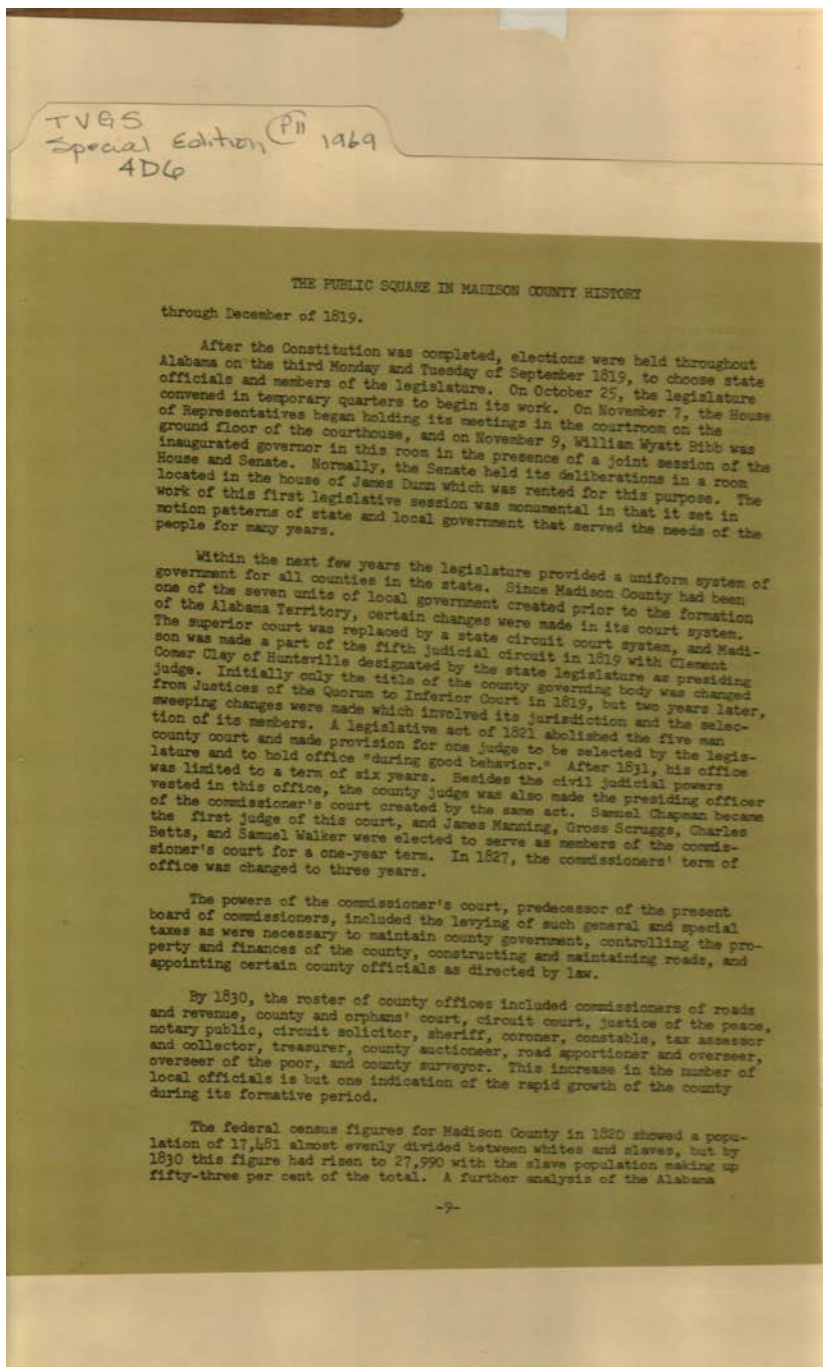 TVGS
Special Edition P11 1969
4D6
THE PUBLIC SQUARE IN MADISON COUNTY HISTORY
through December of 1819.
After the Constitution was completed, elections were held throughout
Alabama on the third Monday and Tuesday of September 1819, to choose state
officials and members of the legislature. On October 25, the legislature
convened in temporary quarters to begin its work. On November 7, the House
of Representatives began holding its meetings in the courtroom on the
ground floor of the courthouse, and on November 9, William Wyatt Bibb was
inaugurated governor in this room in the presence of a joint session of the
House and Senate. Normally, the Senate held its deliberations in a room
located in the house of James Dunn which was rented for this purpose. The
work of this first legislative session was monumental in that it set in
motion patterns of state and local government that served the needs of the
people for many years.
Within the next few years the legislature provided a uniform system of
government for all counties in the state. Since Madison County had been
one of the seven units of local government created prior to the formation
of the Alabama Territory, certain changes were made in its court system.
The superior court was replaced by a state circuit court system, and Madi-
son was made a part of the fifth judicial circuit in 1819 with Clement
Comer Clay of Huntsville designated by the state legislature as presiding
judge. Initially only the title of the county governing body was changed
from Justices of the Quorum to Inferior Court in 1819, but two years later,
sweeping changes were made which involved its jurisdiction and the selec-
tion of its members. A legislative act of 1821 abolished the five man
county court and made provision for one judge to be selected by the legis-
lature and to hold office "during good behavior." After 1831, his office
was limited to a term of six years. Besides the civil judicial powers
vested in this office, the county judge was also made the presiding officer
of the commissioner's court created by the same act. Samuel Chapman became
the first judge of this court, and James Manning, Gross Scruggs, Charles
Betts, and Samuel Walker were elected to serve as members of the commis-
sioner's court for a one-year term. In 1827, the commissioners' term of
office was changed to three years.
The powers of the commissioner's court, predecessor of the present
board of commissioners, included the levying of such general and special
taxes as were necessary to maintain county government, controlling the pro-
perty and finances of the county, constructing and maintaining roads, and
appointing certain county officials as directed by law.
By 1830, the roster of county offices included commissioners of roads
and revenue, county and orphans' court, circuit court, justice of the peace,
notary public, circuit solicitor, sheriff, coroner, constable, tax assessor
and collector, treasurer, county auctioneer, road apportioner and overseer,
overseer of the poor, and county surveyor. This increase in the number of
local officials is but one indication of the rapid growth of the county
during its formative period.
The federal census figures for Madison County in 1820 showed a popu-
lation of 17,481 almost evenly divided between whites and slaves, but by
1830 this figure had risen to 27,990 with the slave population making up
fifty-three per cent of the total. A further analysis of the Alabama
-9-